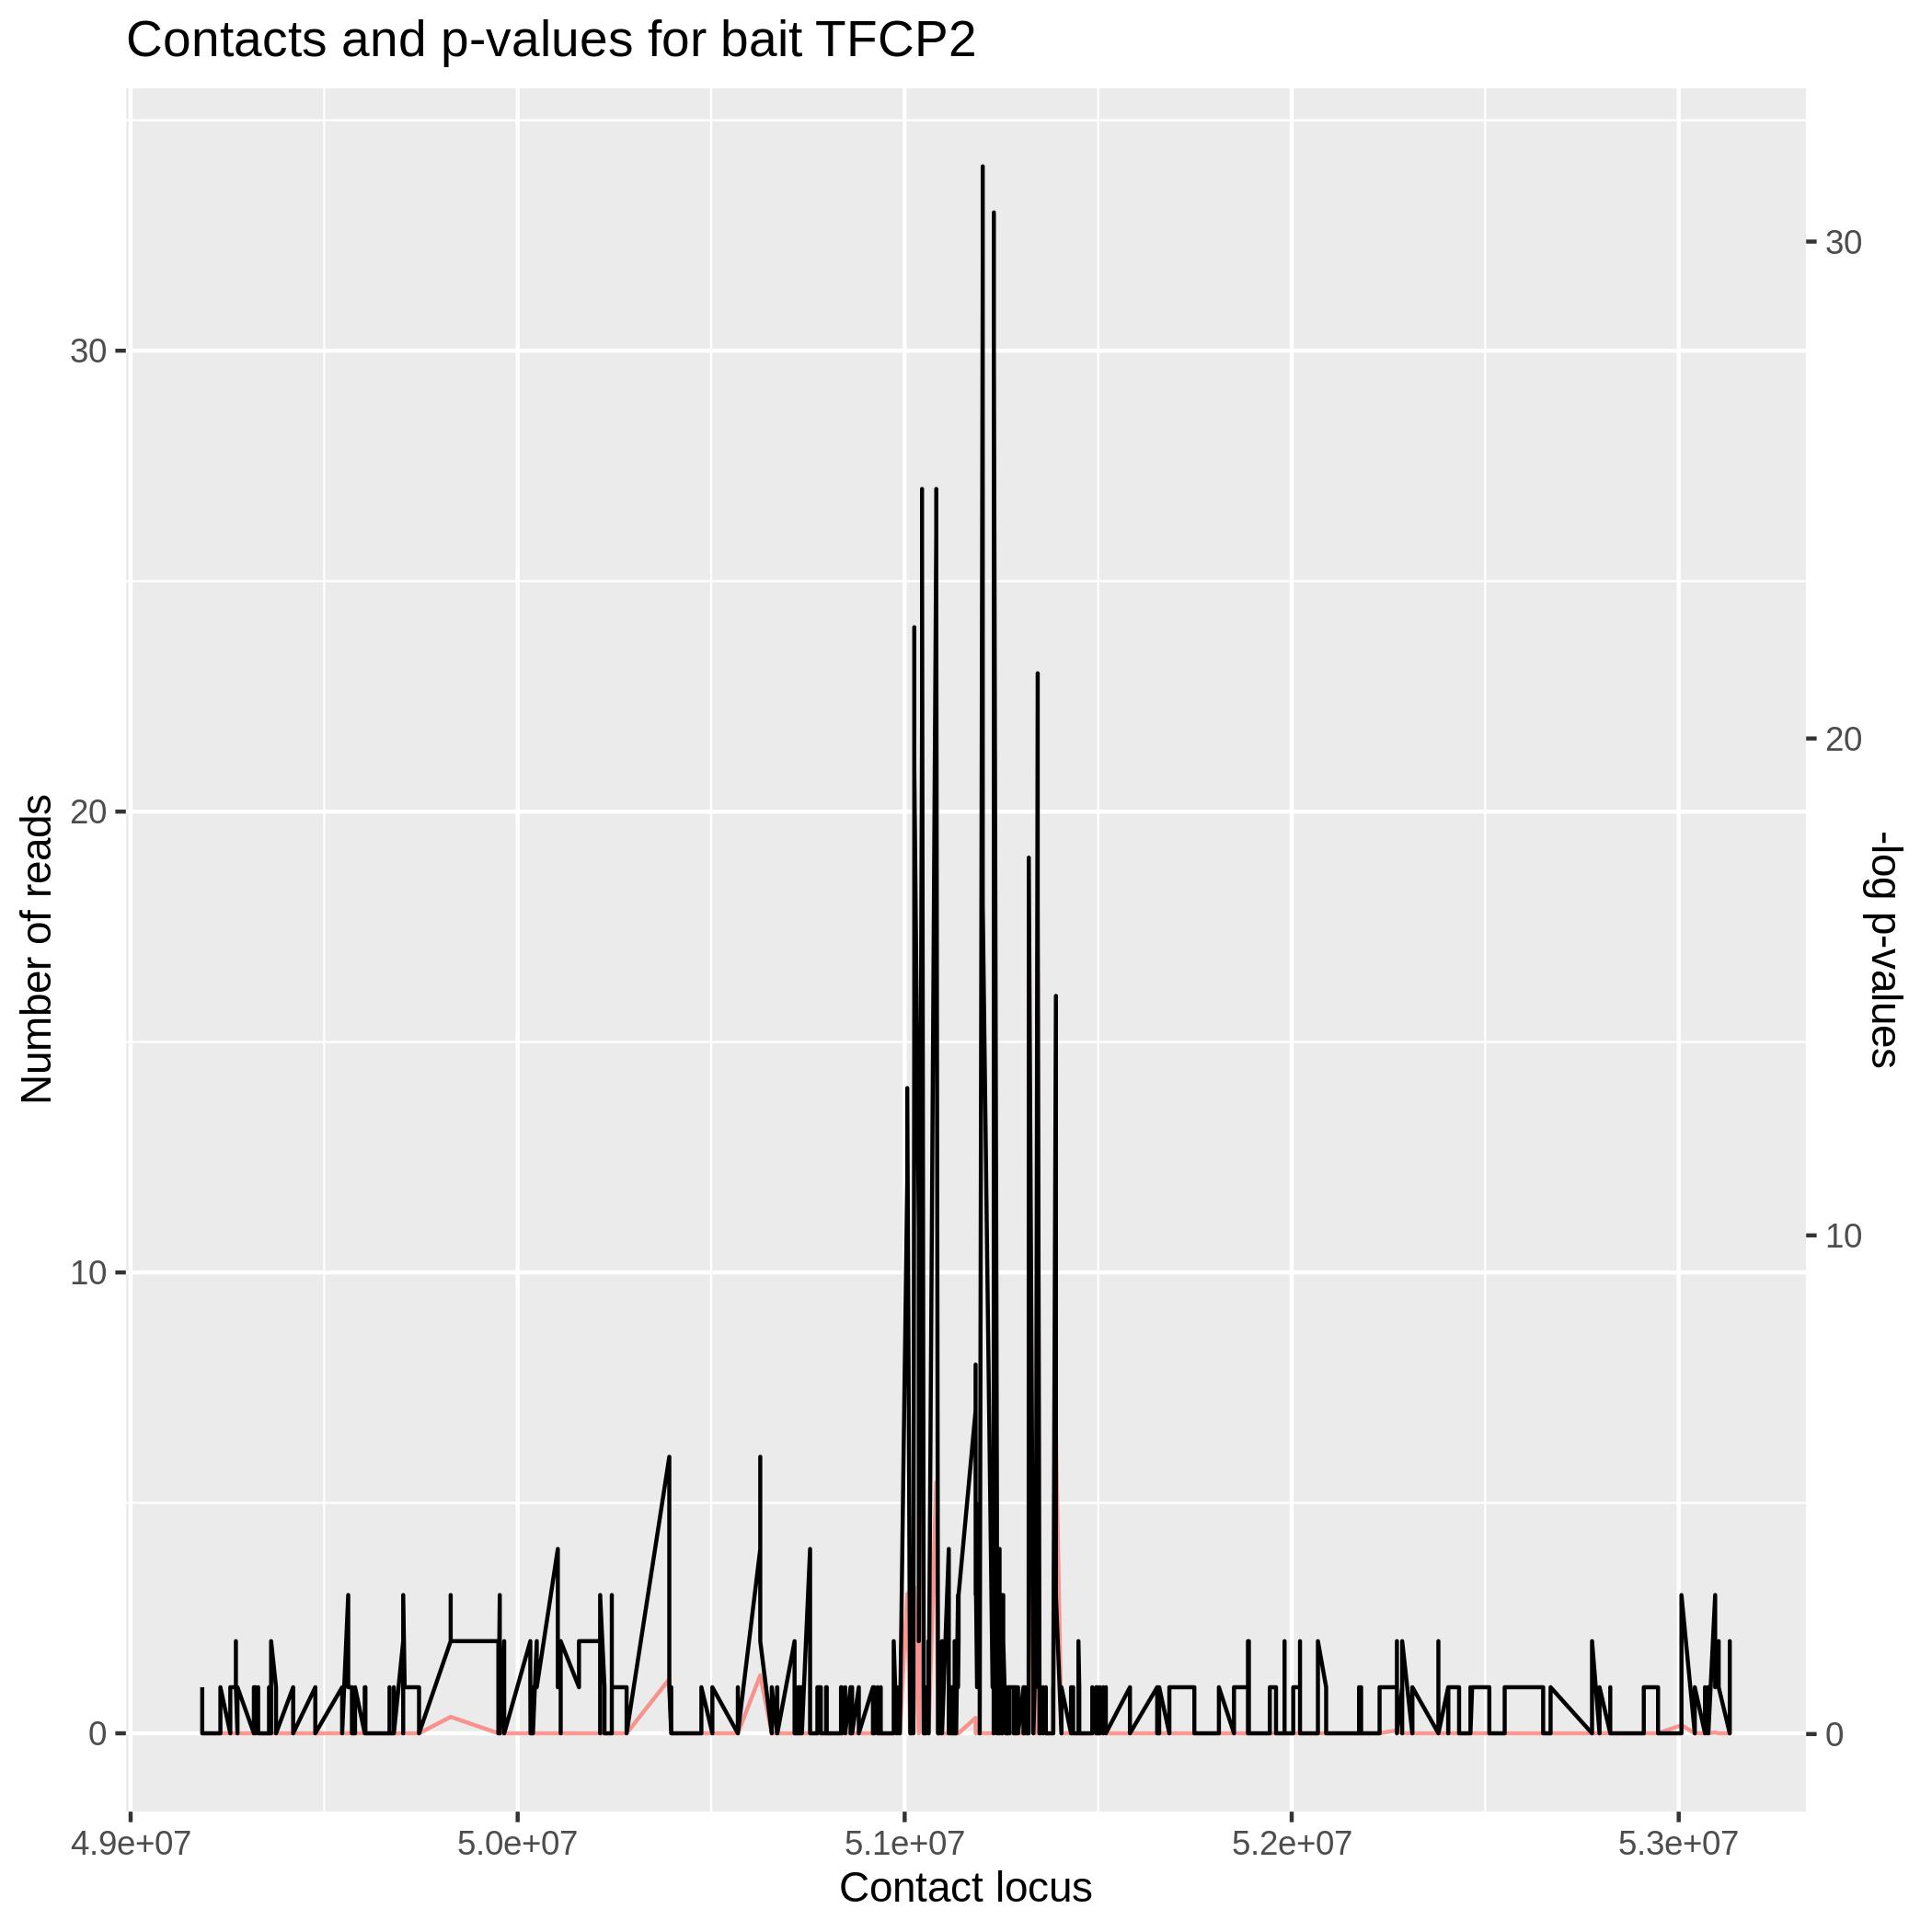 Contacts and p-values for bait TFCP2
30
20
10
0
Number of reads
30
20
10
0
-log p-values
4.9e+07 5.0e+07 5.1e+07 5.2e+07 5.3e+07
Contact locus